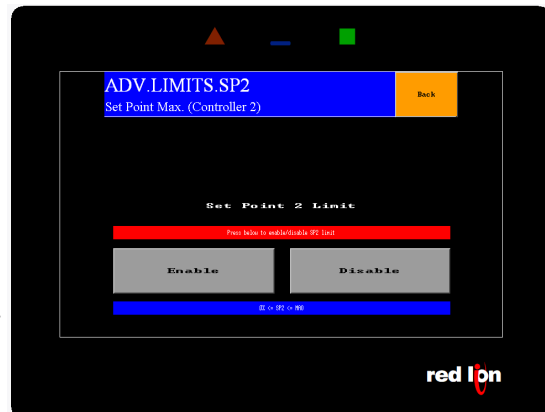 ADV.LIMITS.SP2
Set Point Max. (Controller 2)
Back
Set Point 2 Limit
Press below to enable/disable SP2 limit
Enable
Disable
<= SP2 <=
red lion